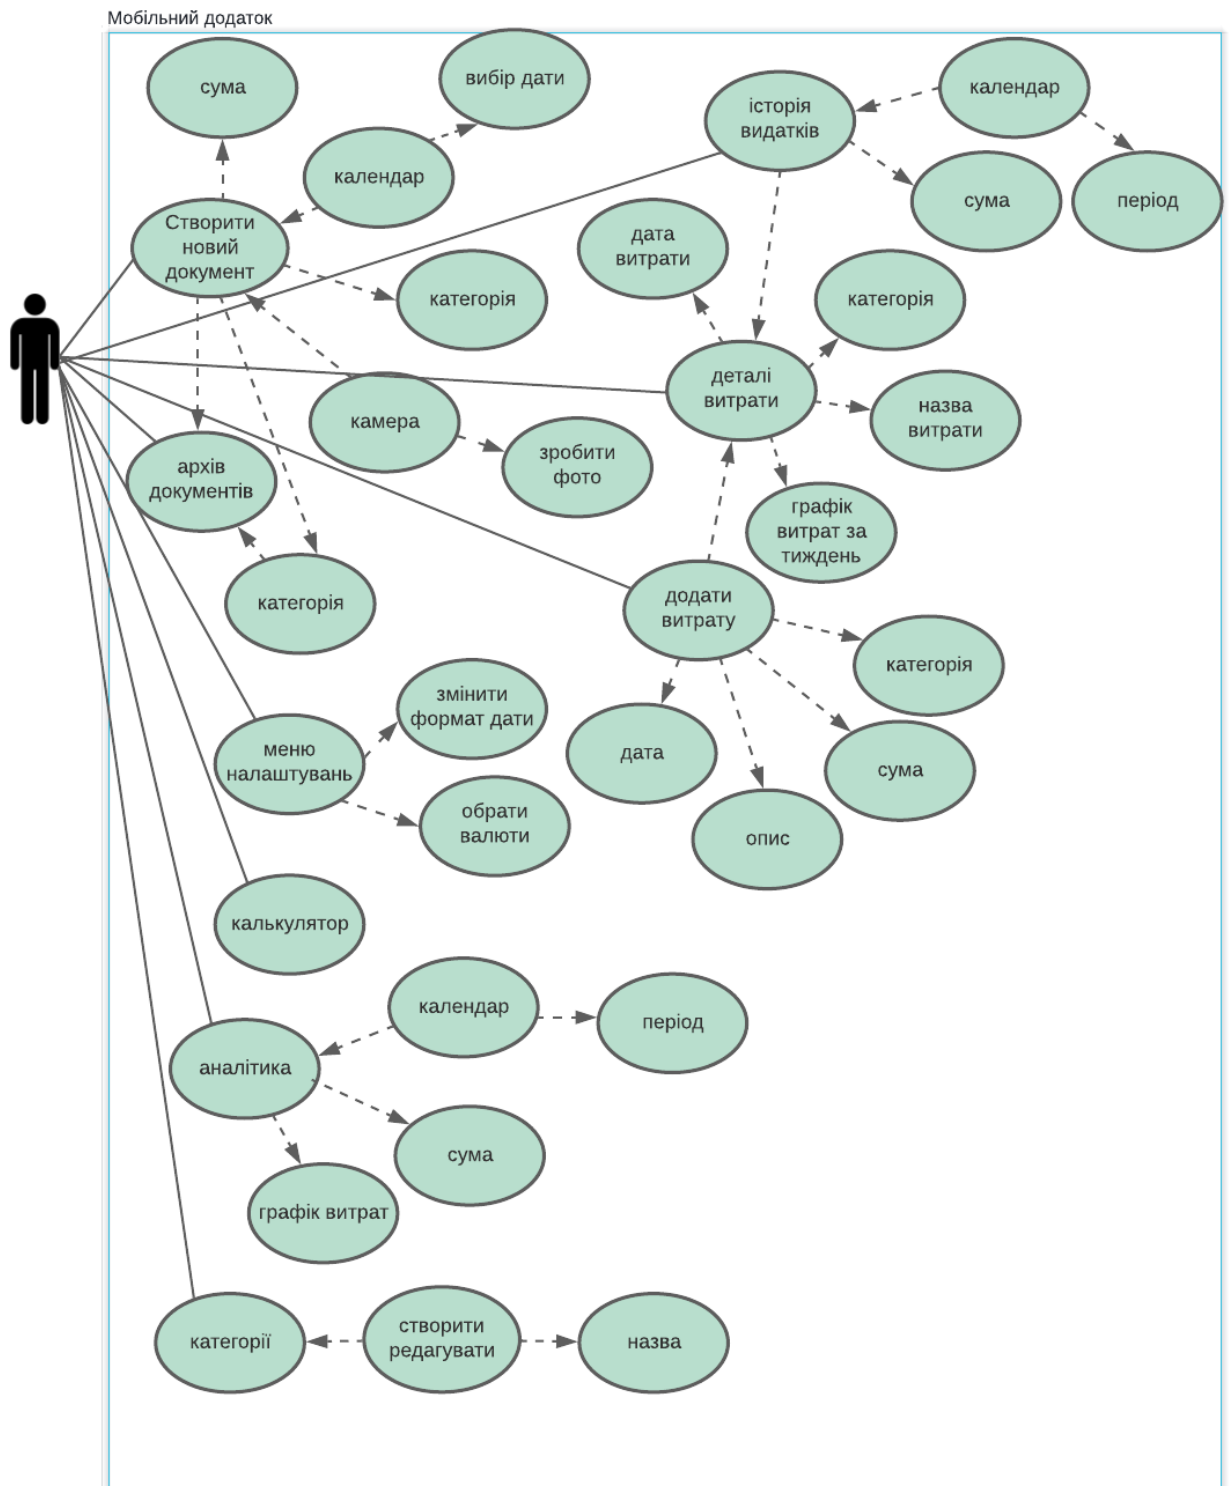 Мобільний додаток
сума
вибір дати
календар
історія
видатків
календар
сума
період
Створити
новий
документ
категорія
дата
витрати
категорія
деталі
витрати
назва
витрати
камера
зробити
фото
архів
документів
графік
витрат за
тиждень
категорія
додати
витрату
категорія
змінити
формат дати
меню
налаштувань
дата
сума
обрати
валюти
опис
калькулятор
календар
період
аналітика
сума
графік витрат
категорії
створити
редагувати
назва